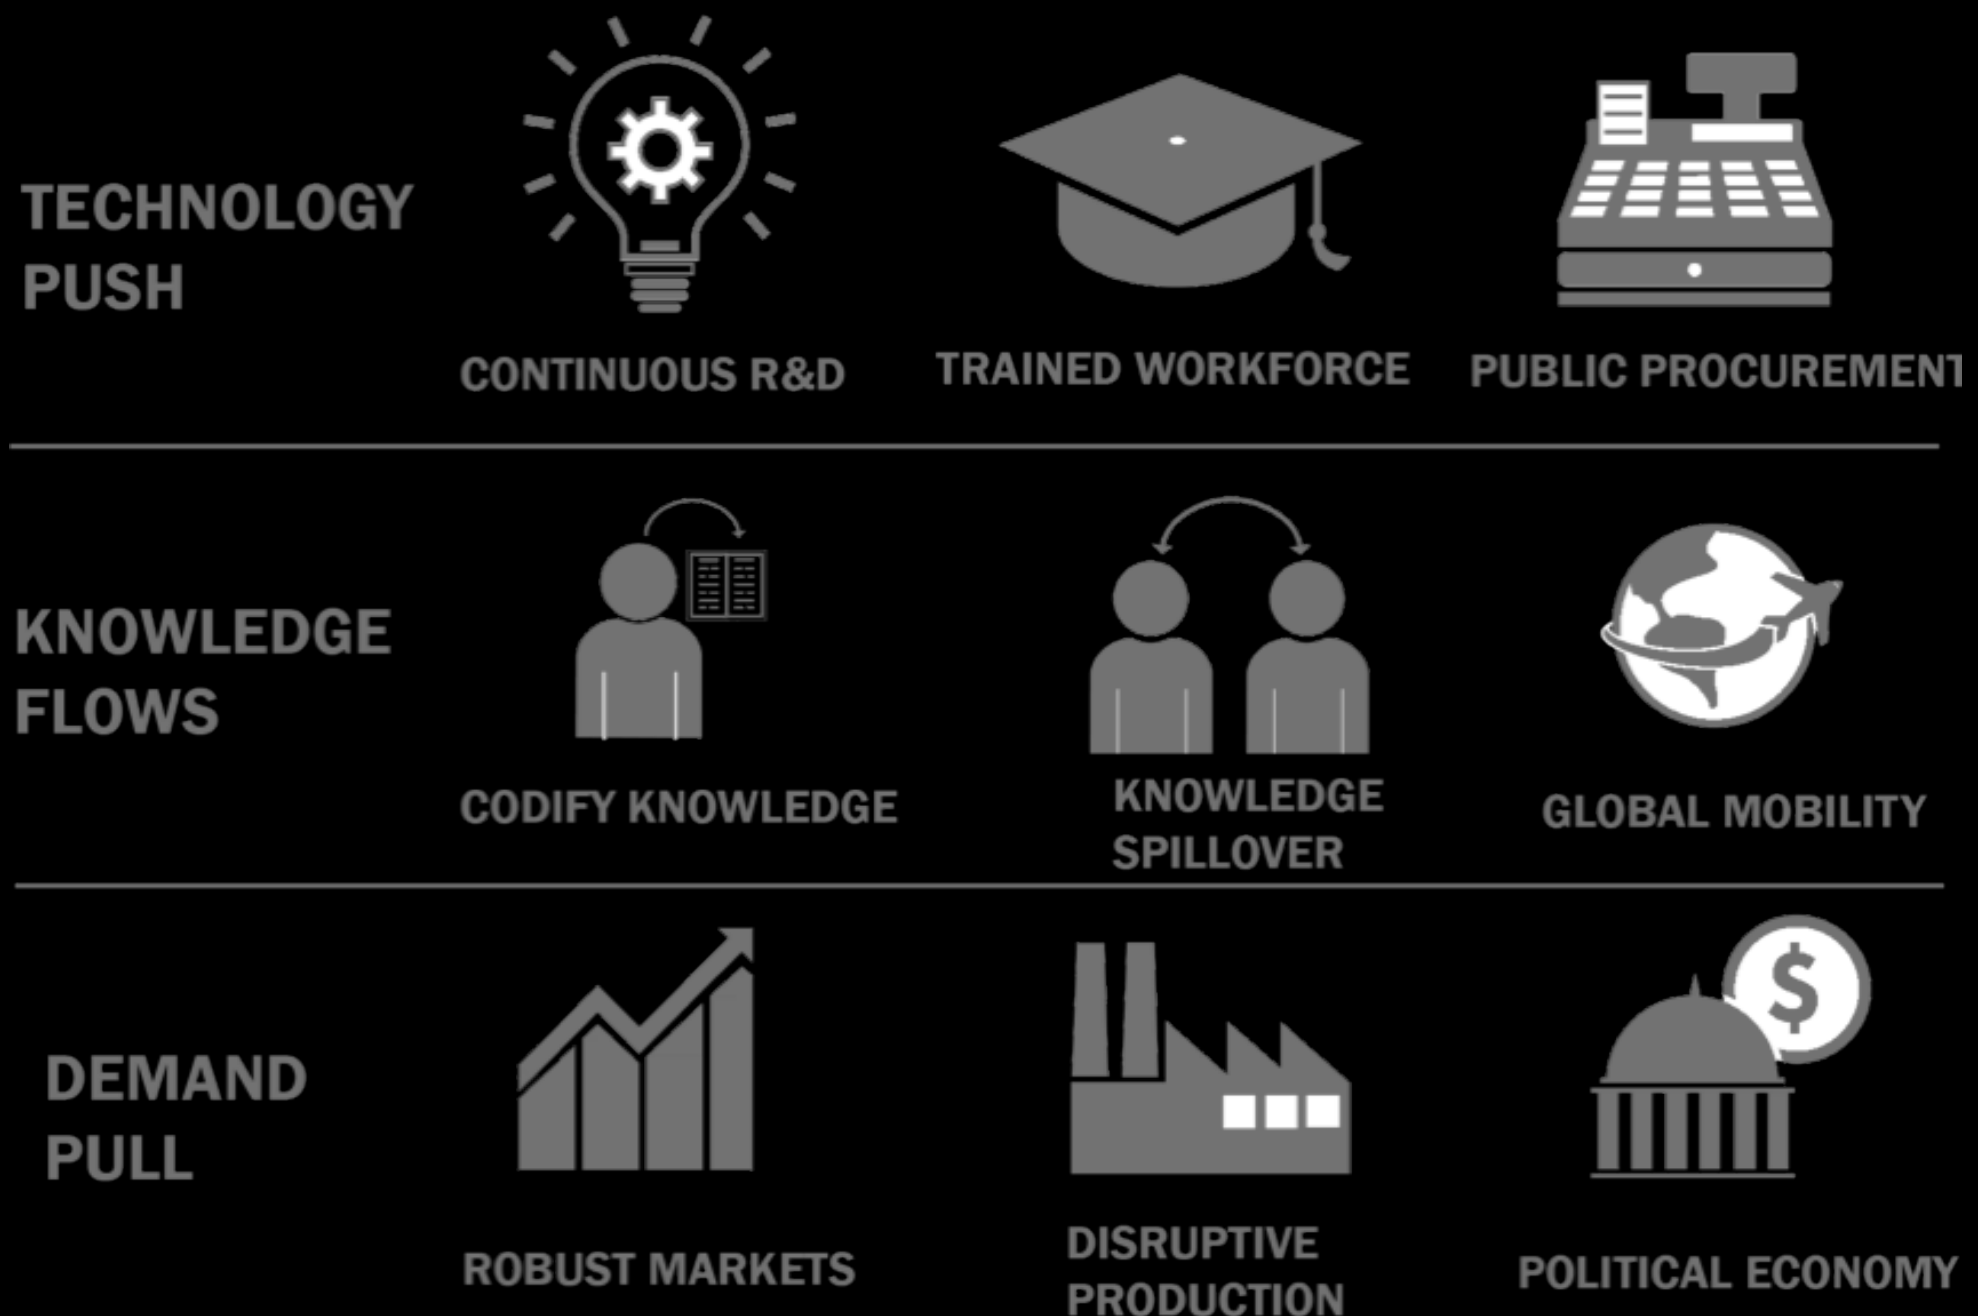 TECHNOLOGY
PUSH
CONTINUOUS R&D
TRAINED WORKFORCE
PUBLIC PROCUREMENT
KNOWLEDGE
FLOWS
CODIFY KNOWLEDGE
KNOWLEDGE
SPILLOVER
GLOBAL MOBILITY
DEMAND
PULL
$
ROBUST MARKETS
DISRUPTIVE
PRODUCTION
POLITICAL ECONOMY